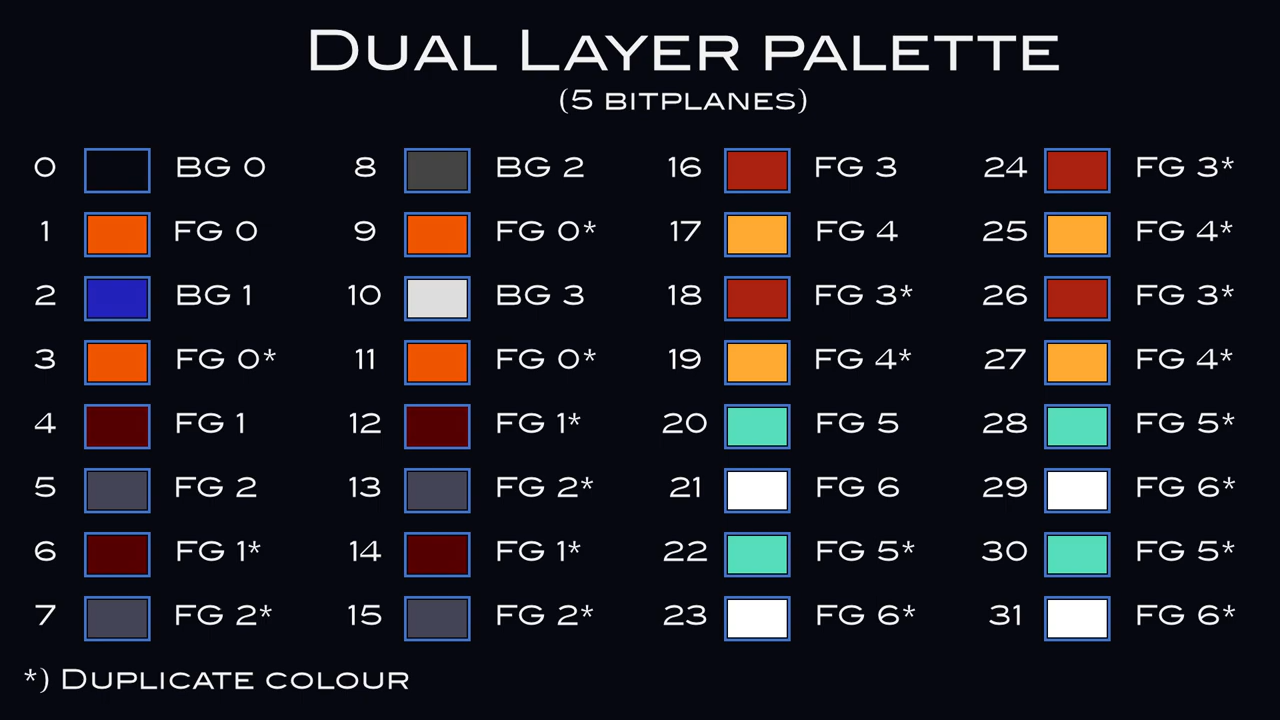 DUAL LAYER PALETTE
(5 BITPLANES)
0 BG 0 8 BG 2 16 FG 3 24 FG 3*
1 FG 0 9 FG 0* 17 FG 4 25 FG 4*
2 BG 1 10 BG 3 18 FG 3* 26 FG 3*
3 FG 0* 11 FG 0* 19 FG 4* 27 FG 4*
4 FG 1 12 FG 1* 20 FG 5 28 FG 5*
5 FG 2 13 FG 2* 21 FG 6 29 FG 6*
6 FG 1* 14 FG 1* 22 FG 5* 30 FG 5*
7 FG 2* 15 FG 2* 23 FG 6* 31 FG 6*
*) DUPLICATE COLOUR